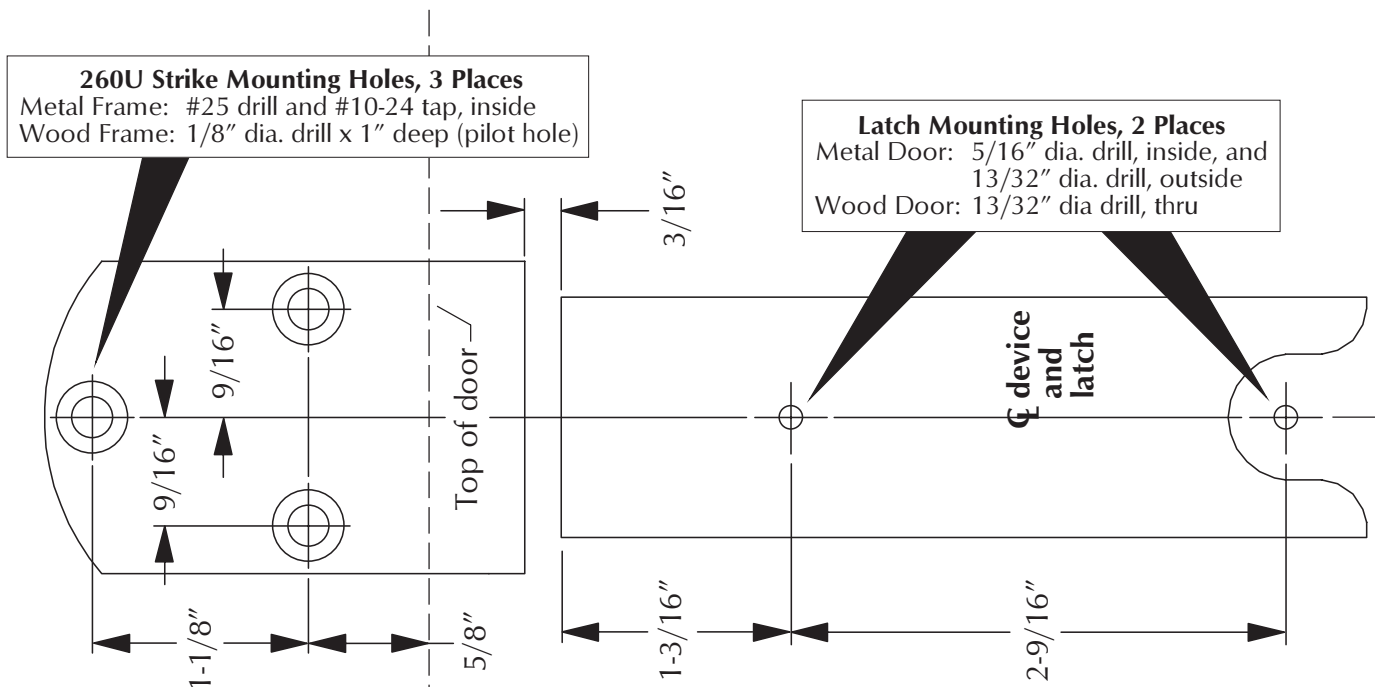 260U Strike Mounting Holes, 3 Places
Metal Frame: #25 drill and #10-24 tap, inside
Wood Frame: 1/8" dia. drill x 1" deep (pilot hole)
Latch Mounting Holes, 2 Places
Metal Door: 5/16" dia. drill, inside, and
13/32" dia. drill, outside
Wood Door: 13/32" dia drill, thru
3/16"
9/16"
9/16"
Top of door
℄ device
and
latch
1-1/8"
5/8"
1-3/16"
2-9/16"